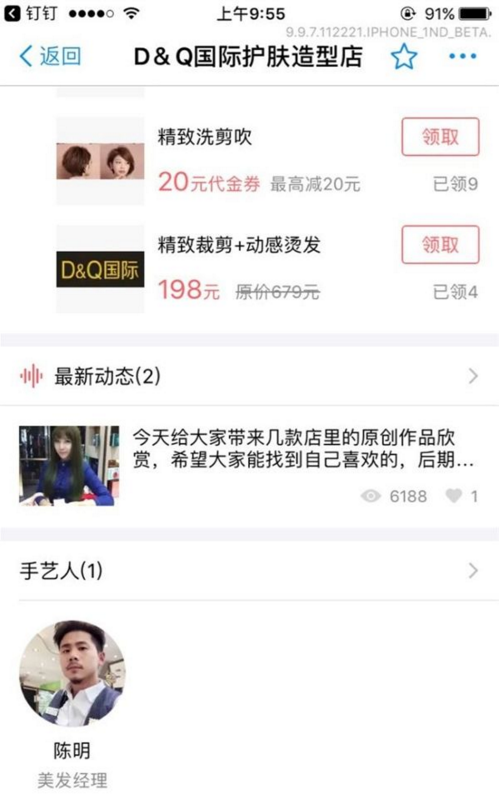 钉钉
上午9:55
91%
9.9.7.112221.IPHONE_1ND_BETA.
返回
D&Q国际护肤造型店
精致洗剪吹
领取
20元代金券 最高减20元
已领9
精致裁剪+动感烫发
领取
D&Q国际
198元 原价679元
已领4
最新动态(2)
今天给大家带来几款店里的原创作品欣
赏，希望大家能找到自己喜欢的，后期...
6188
1
手艺人(1)
陈明
美发经理